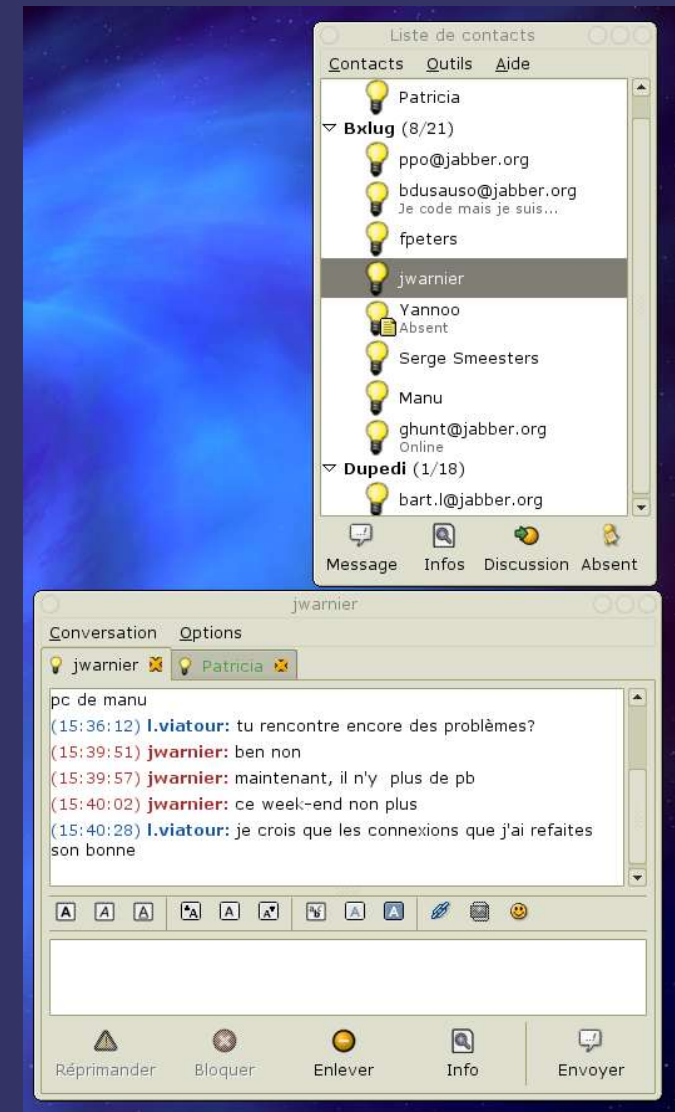 Liste de contacts
Contacts Outils Aide
Patricia
Bxlug (8/21)
ppo@jabber.org
bdusauso@jabber.org
Je code mais je suis...
fpeters
jwarnier
Yannoo
Absent
Serge Smeesters
Manu
ghunt@jabber.org
Online
Dupedi (1/18)
bart.l@jabber.org
Message Infos Discussion Absent
jwarnier
Conversation Options
jwarnier Patricia
pc de manu
(15:36:12) l.viatour: tu rencontre encore des problèmes?
(15:39:51) jwarnier: ben non
(15:39:57) jwarnier: maintenant, il n'y plus de pb
(15:40:02) jwarnier: ce week-end non plus
(15:40:28) l.viatour: je crois que les connexions que j'ai refaites
son bonne
Réprimander Bloquer Enlever Info Envoyer